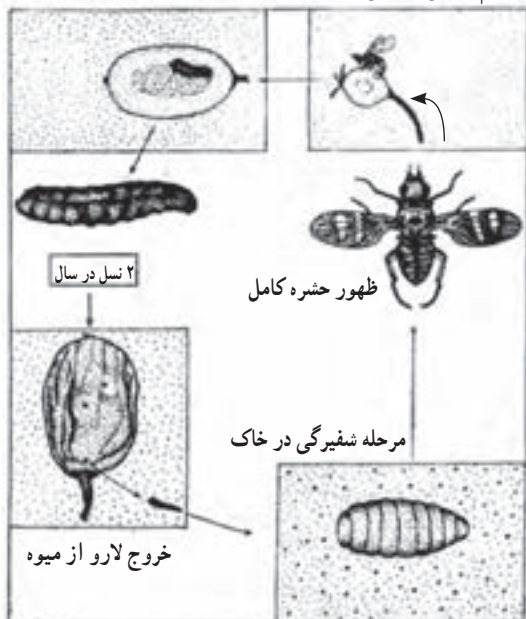 ۲ نسل در سال
ظهور حشره کامل
مرحله شفیرگی در خاک
خروج لارو از میوه